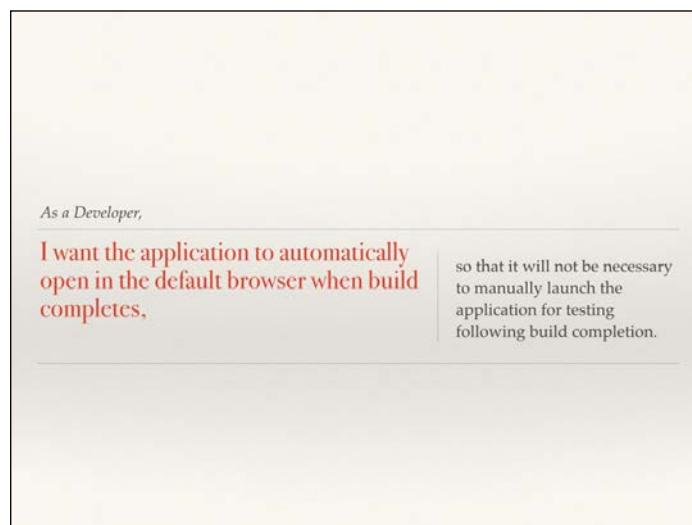 As a Developer,
I want the application to automatically
open in the default browser when build
completes,
so that it will not be necessary
to manually launch the
application for testing
following build completion.